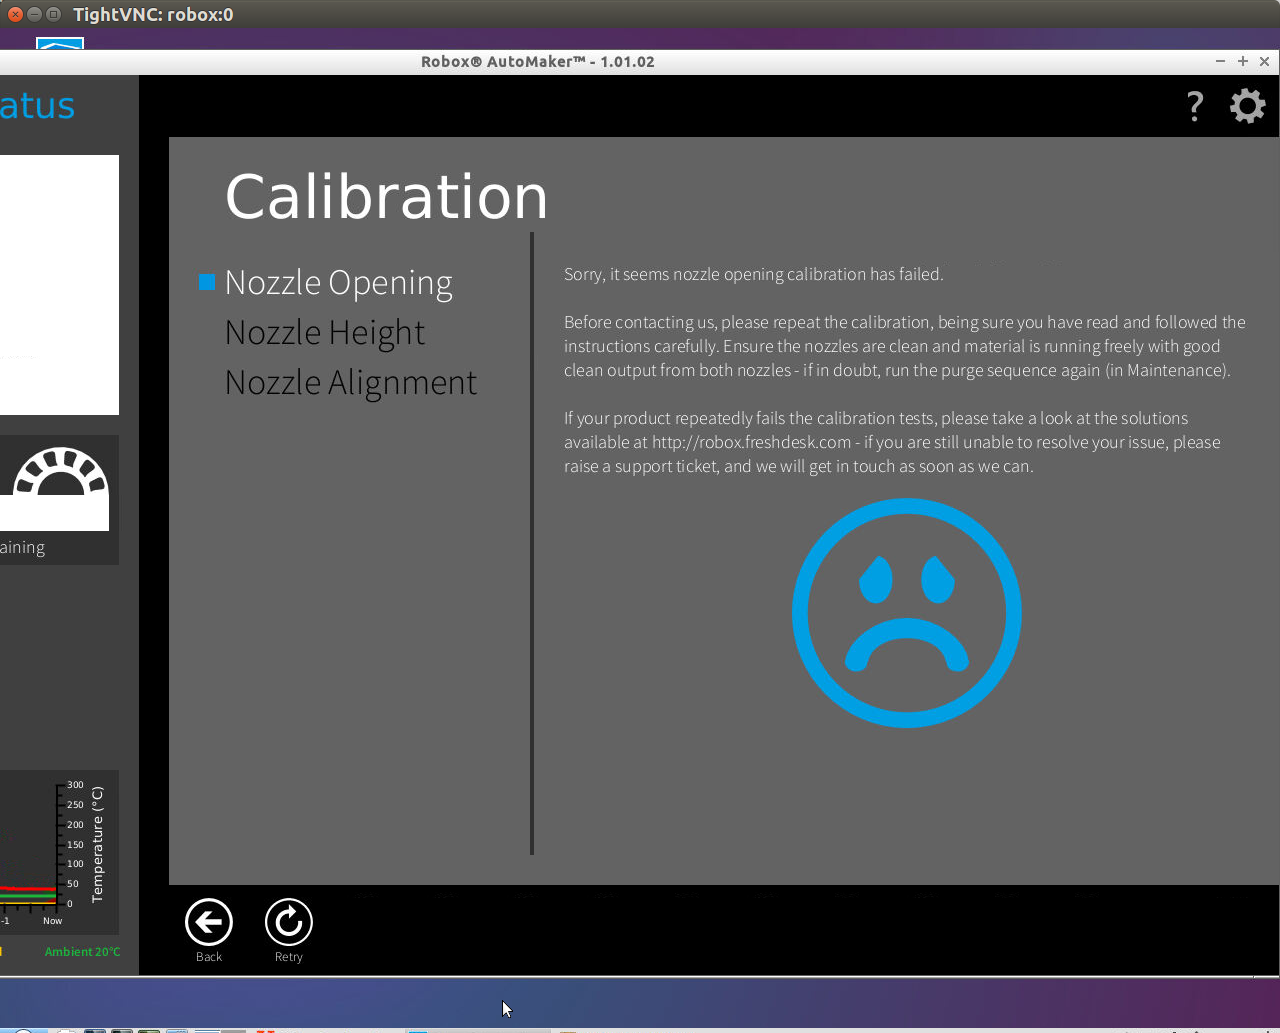 TightVNC: robox:0
Robox® AutoMaker™ - 1.01.02
atus
?
Calibration
Nozzle Opening
Nozzle Height
Nozzle Alignment
Sorry, it seems nozzle opening calibration has failed.
Before contacting us, please repeat the calibration, being sure you have read and followed the
instructions carefully. Ensure the nozzles are clean and material is running freely with good
clean output from both nozzles - if in doubt, run the purge sequence again (in Maintenance).
If your product repeatedly fails the calibration tests, please take a look at the solutions
available at http://robox.freshdesk.com - if you are still unable to resolve your issue, please
raise a support ticket, and we will get in touch as soon as we can.
aining
300
250
200
150
100
50
0
Temperature (°C)
-1 Now
Ambient 20°C
Back
Retry